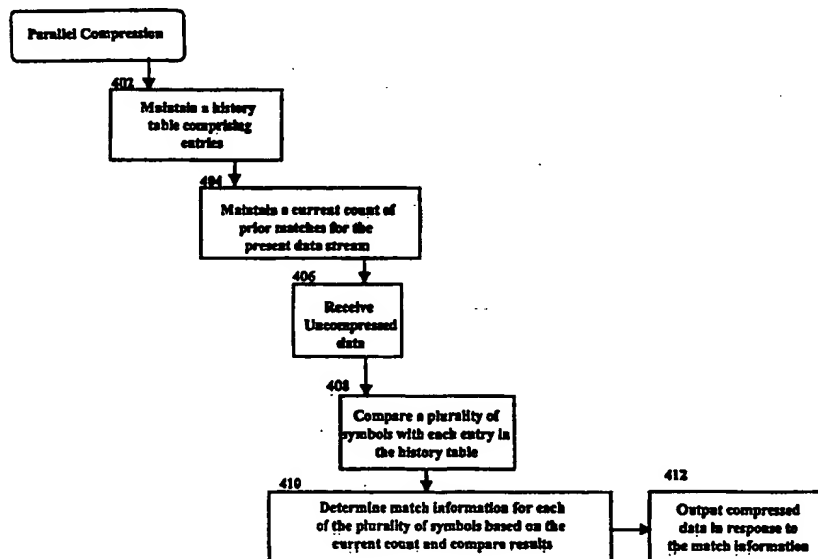 Parallel Compression
402
Maintain a history
table comprising
entries
404
Maintain a current count of
prior matches for the
present data stream
406
Receive
Uncompressed
data
408
Compare a plurality of
symbols with each entry in
the history table
410
Determine match information for each
of the plurality of symbols based on the
current count and compare results
412
Output compressed
data in response to
the match information